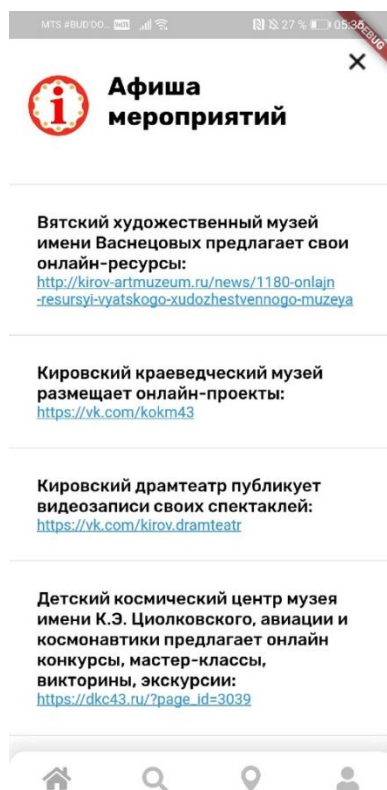 MTS #BUD DO...
27 % 05:36
DEBUG
Афиша
мероприятий
Вятский художественный музей
имени Васнецовых предлагает свои
онлайн-ресурсы:
http://kirov-artmuzeum.ru/news/1180-onlajn
-resursyi-vyatskogo-xudozhestvennogo-muzeya
Кировский краеведческий музей
размещает онлайн-проекты:
https://vk.com/kokm43
Кировский драмтеатр публикует
видеозаписи своих спектаклей:
https://vk.com/kirov.dramteatr
Детский космический центр музея
имени К.Э. Циолковского, авиации и
космонавтики предлагает онлайн
конкурсы, мастер-классы,
викторины, экскурсии:
https://dkc43.ru/?page_id=3039